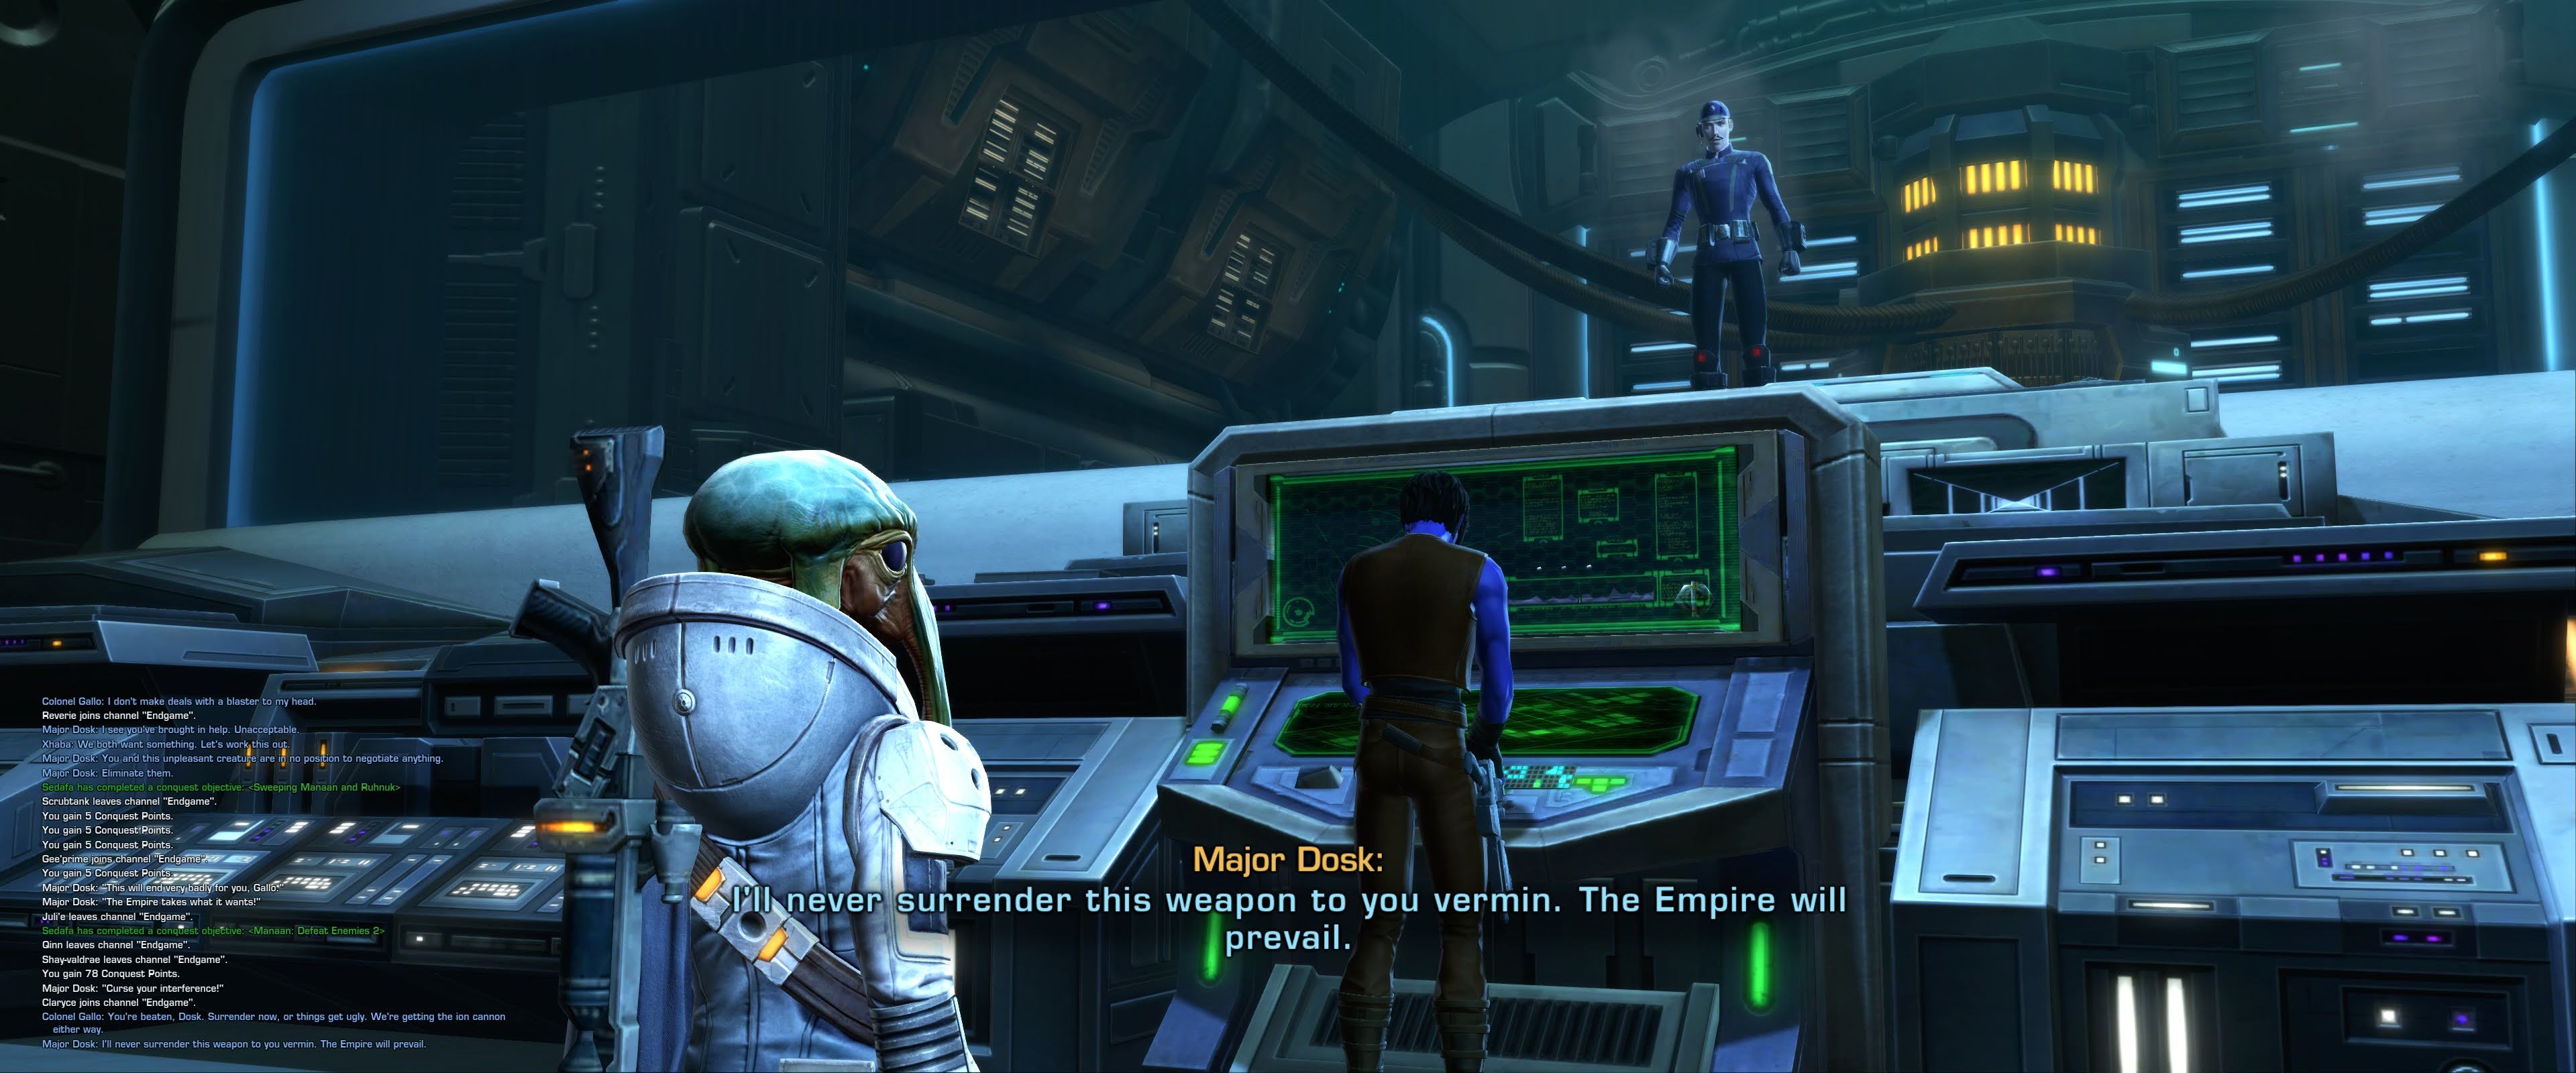 Colonel Gallo: I don't make deals with a blaster to my head.
Reverie joins channel "Endgame".
Major Dosk: I see you've brought in help. Unacceptable.
Xhaba: We both want something. Let's work this out.
Major Dosk: You and this unpleasant creature are in no position to negotiate anything.
Major Dosk: Eliminate them.
Sedafa has completed a conquest objective: <Sweeping Manaan and Ruhnuk>
Scrubtank leaves channel "Endgame".
You gain 5 Conquest Points.
You gain 5 Conquest Points.
You gain 5 Conquest Points.
Gee'prime joins channel "Endgame".
You gain 5 Conquest Points.
Major Dosk: "This will end very badly for you, Gallo."
Major Dosk: "The Empire takes what it wants!"
Juli'e leaves channel "Endgame".
Sedafa has completed a conquest objective: <Manaan: Defeat Enemies 2>
Qinn leaves channel "Endgame".
Shay-valdrae leaves channel "Endgame".
You gain 78 Conquest Points.
Major Dosk: "Curse your interference!"
Claryce joins channel "Endgame".
Colonel Gallo: You're beaten, Dosk. Surrender now, or things get ugly. We're getting the ion cannon
either way.
Major Dosk: I'll never surrender this weapon to you vermin. The Empire will prevail.
Major Dosk:
I'll never surrender this weapon to you vermin. The Empire will
prevail.